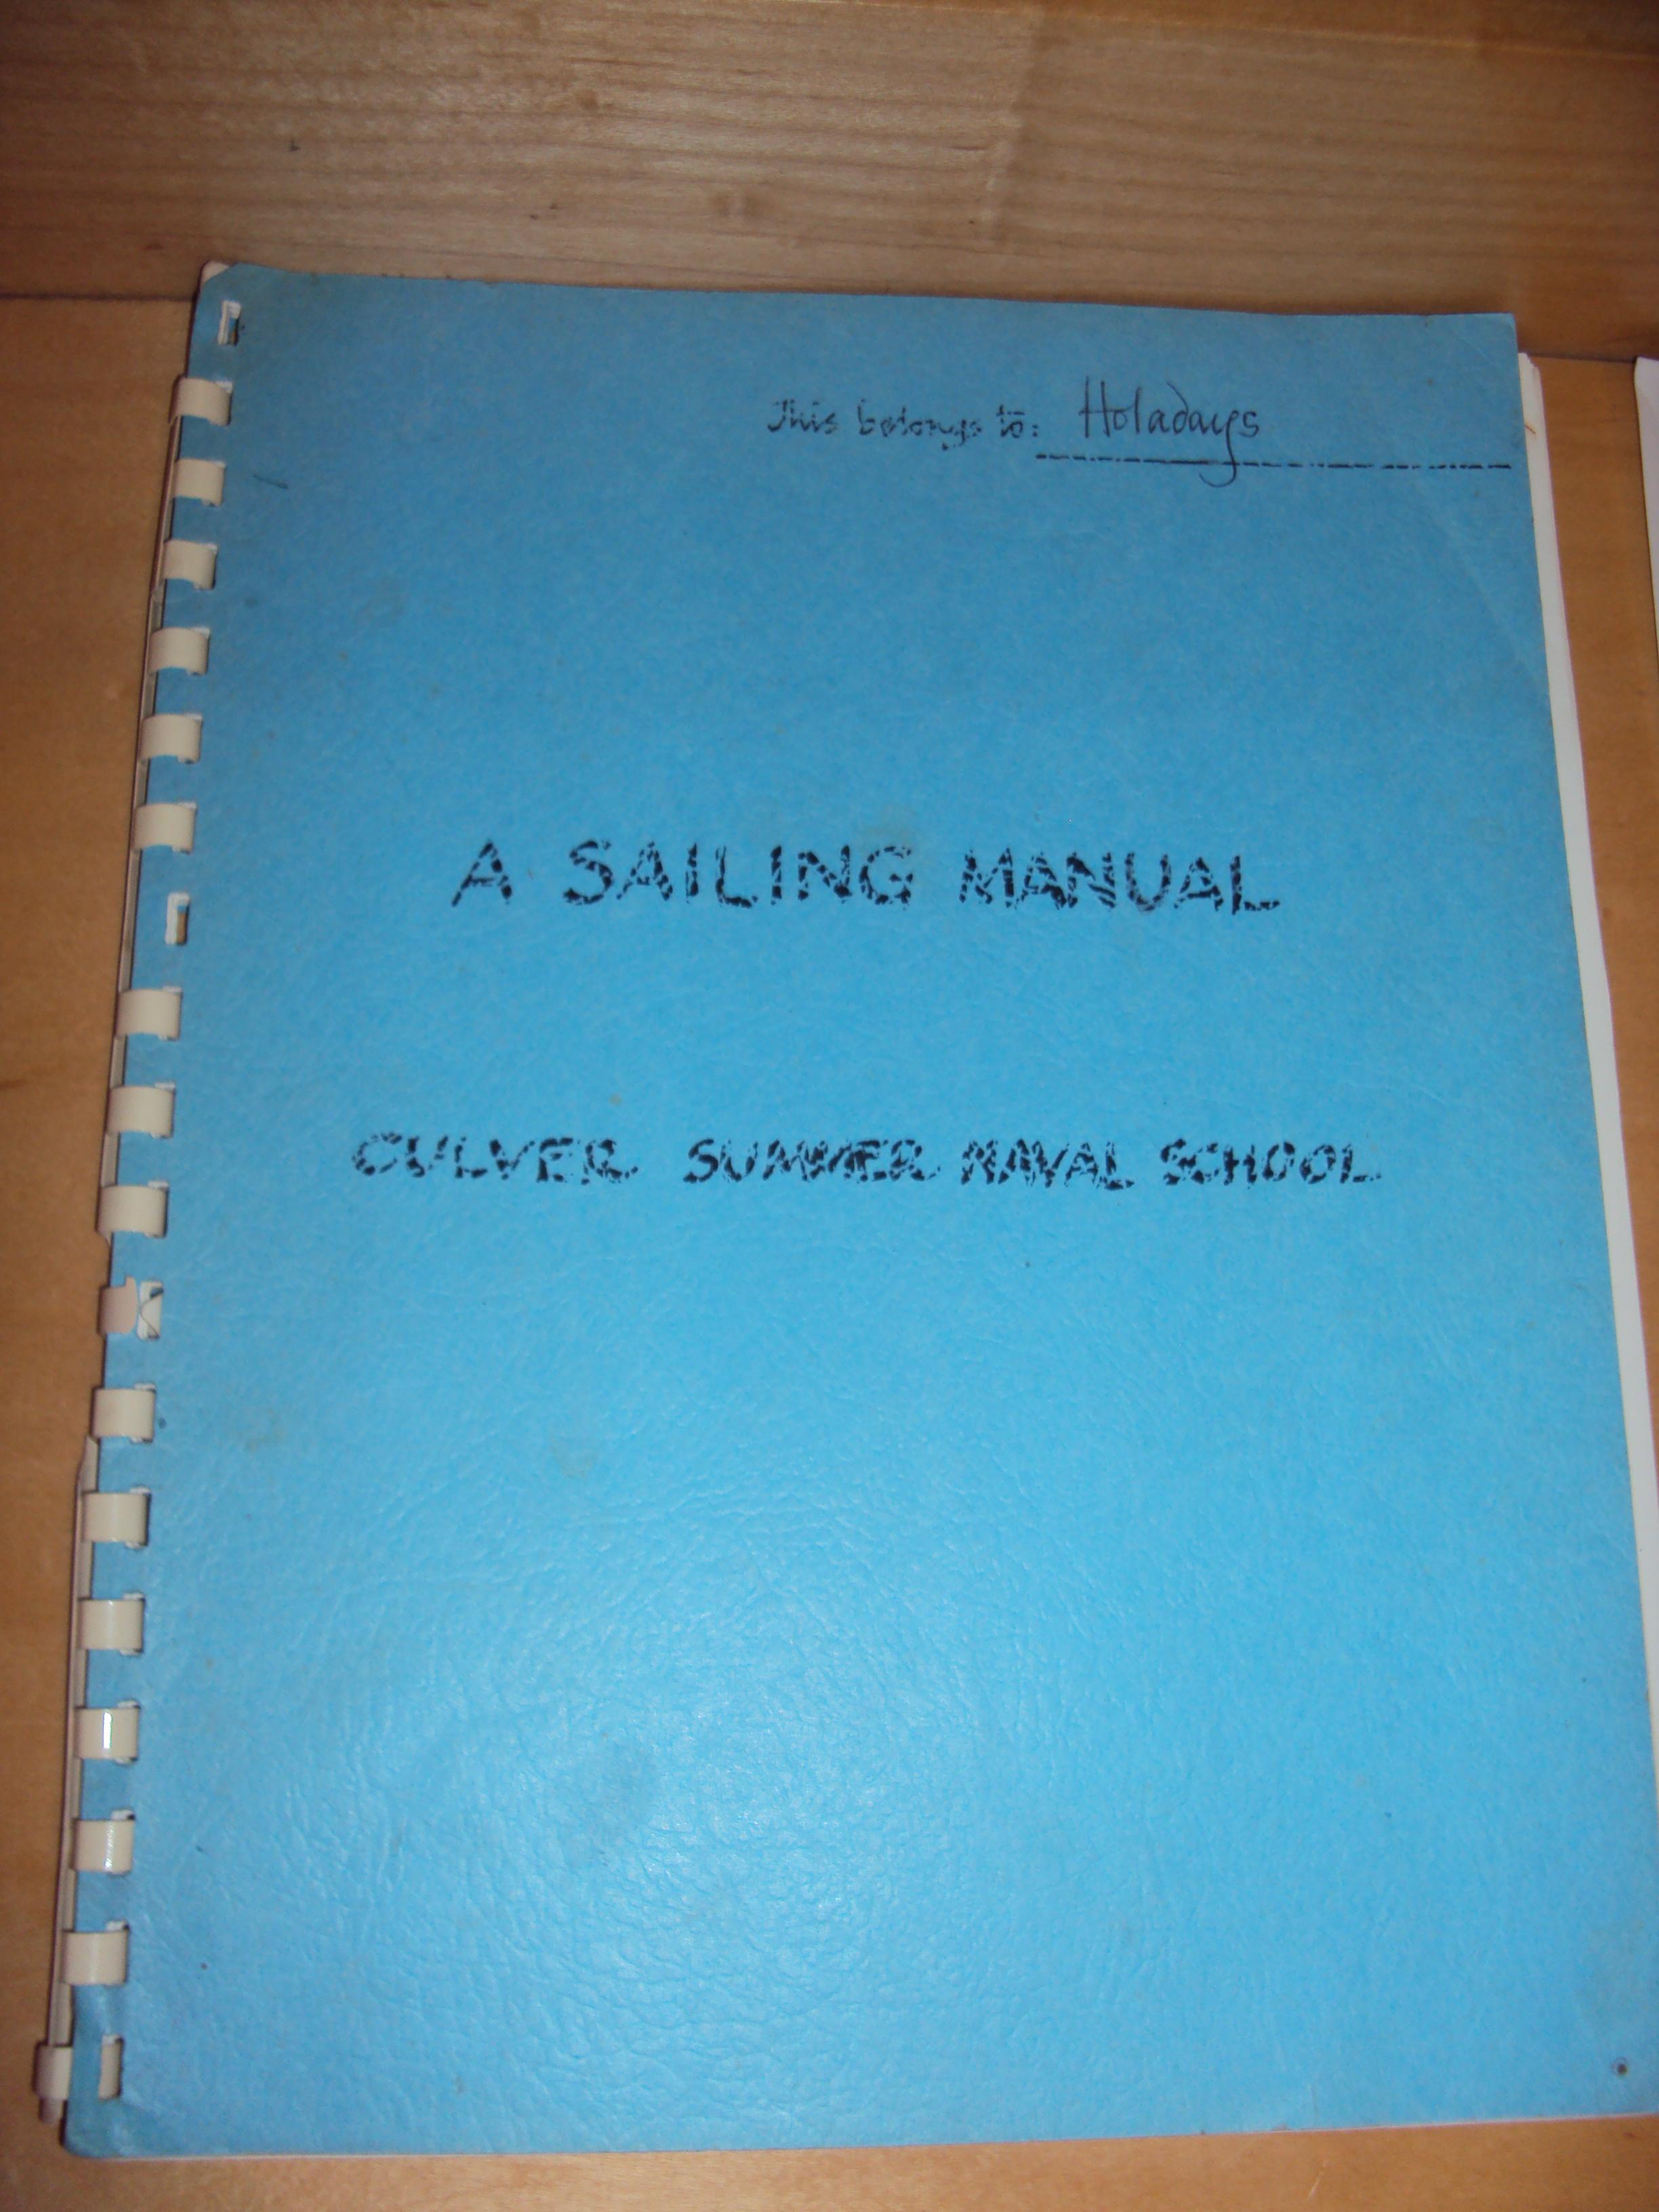 This belongs to: Holadays
A SAILING MANUAL
CULVER SUMMER NAVAL SCHOOL